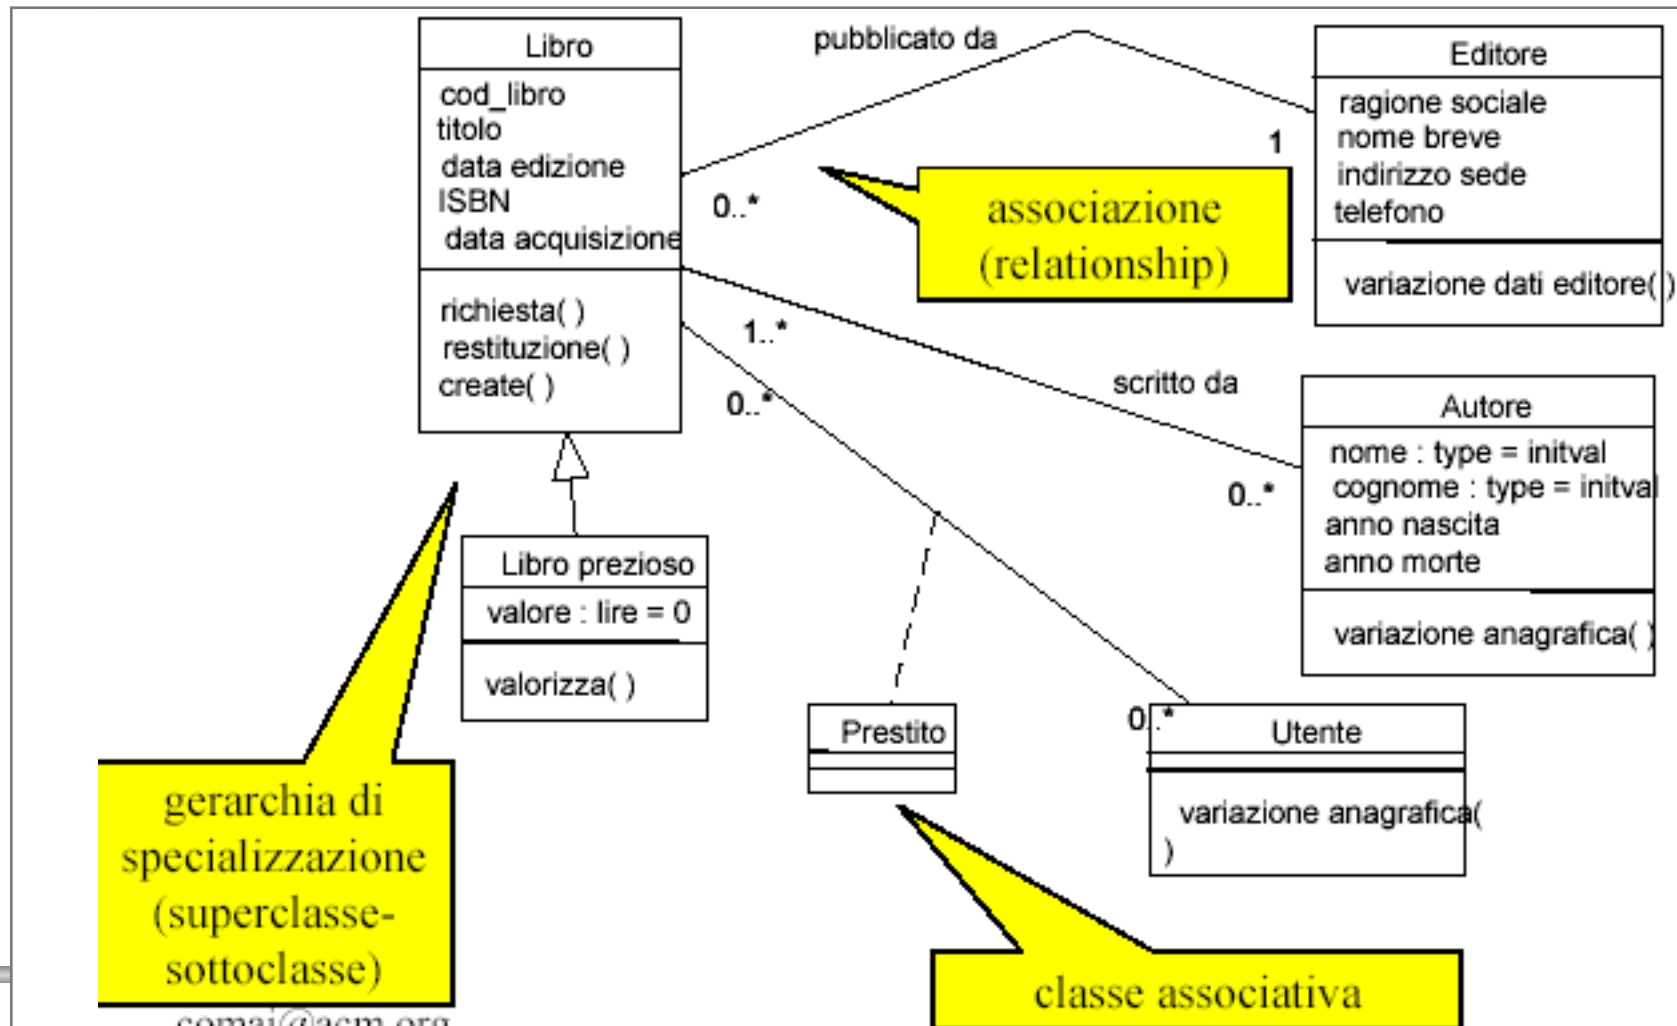 Libro
cod_libro
titolo
data edizione
ISBN
data acquisizione
richiesta( )
restituzione( )
create( )
pubblicato da
0..*
1
Editore
ragione sociale
nome breve
indirizzo sede
telefono
variazione dati editore( )
associazione
(relationship)
1..*
scritto da
0..*
0..*
Autore
nome : type = initval
cognome : type = initval
anno nascita
anno morte
variazione anagrafica( )
Libro prezioso
valore : lire = 0
valorizza( )
Prestito
0..*
Utente
variazione anagrafica(
)
gerarchia di
specializzazione
(superclasse-
sottoclasse)
classe associativa
comai@acm.org